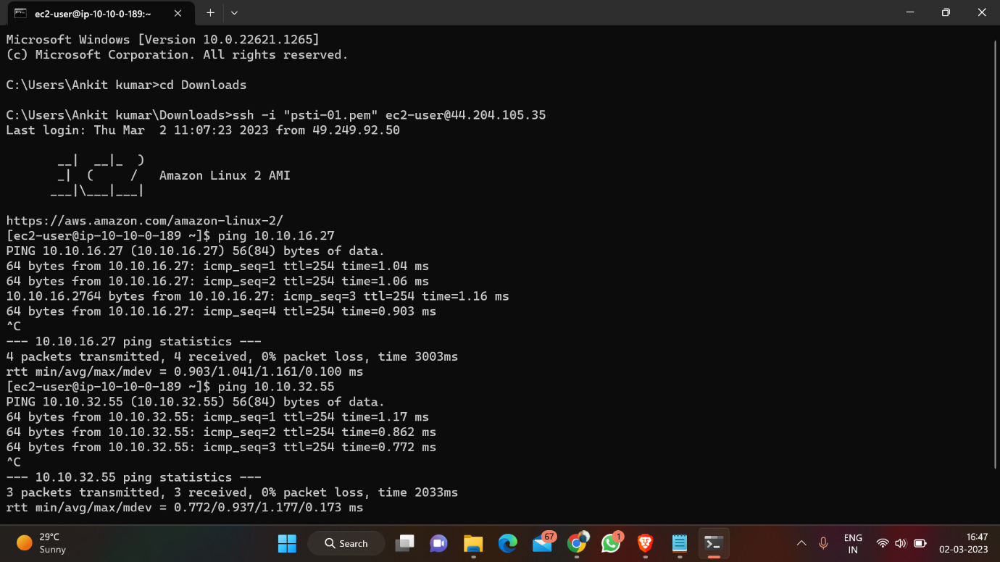 ec2-user@ip-10-10-0-189:~
Microsoft Windows [Version 10.0.22621.1265]
(c) Microsoft Corporation. All rights reserved.
C:\Users\Ankit kumar>cd Downloads
C:\Users\Ankit kumar\Downloads>ssh -i "psti-01.pem" ec2-user@44.204.105.35
Last login: Thu Mar  2 11:07:23 2023 from 49.249.92.50
       __|  __|_  )
       _|  (     /   Amazon Linux 2 AMI
      ___|\___|___|
https://aws.amazon.com/amazon-linux-2/
[ec2-user@ip-10-10-0-189 ~]$ ping 10.10.16.27
PING 10.10.16.27 (10.10.16.27) 56(84) bytes of data.
64 bytes from 10.10.16.27: icmp_seq=1 ttl=254 time=1.04 ms
64 bytes from 10.10.16.27: icmp_seq=2 ttl=254 time=1.06 ms
10.10.16.2764 bytes from 10.10.16.27: icmp_seq=3 ttl=254 time=1.16 ms
64 bytes from 10.10.16.27: icmp_seq=4 ttl=254 time=0.903 ms
^C
--- 10.10.16.27 ping statistics ---
4 packets transmitted, 4 received, 0% packet loss, time 3003ms
rtt min/avg/max/mdev = 0.903/1.041/1.161/0.100 ms
[ec2-user@ip-10-10-0-189 ~]$ ping 10.10.32.55
PING 10.10.32.55 (10.10.32.55) 56(84) bytes of data.
64 bytes from 10.10.32.55: icmp_seq=1 ttl=254 time=1.17 ms
64 bytes from 10.10.32.55: icmp_seq=2 ttl=254 time=0.862 ms
64 bytes from 10.10.32.55: icmp_seq=3 ttl=254 time=0.772 ms
^C
--- 10.10.32.55 ping statistics ---
3 packets transmitted, 3 received, 0% packet loss, time 2033ms
rtt min/avg/max/mdev = 0.772/0.937/1.177/0.173 ms
29°C
Sunny
Search
67
1
ENG
IN
16:47
02-03-2023